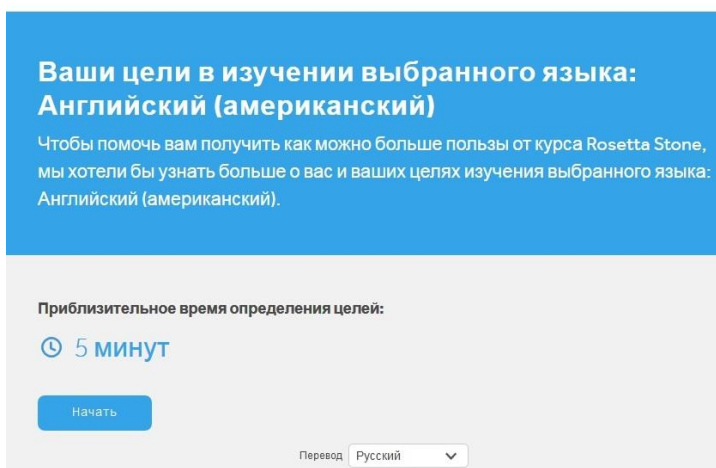 Ваши цели в изучении выбранного языка:
Английский (американский)
Чтобы помочь вам получить как можно больше пользы от курса Rosetta Stone,
мы хотели бы узнать больше о вас и ваших целях изучения выбранного языка:
Английский (американский).
Приблизительное время определения целей:
5 минут
Начать
Перевод Русский